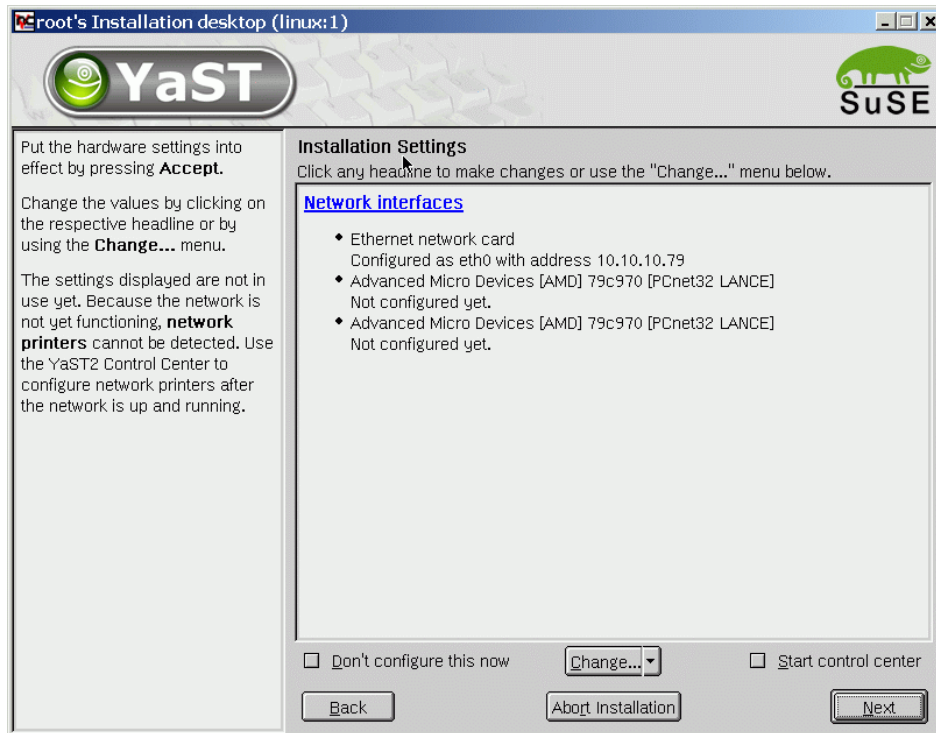 root's Installation desktop (linux:1)
YaST
SuSE
Put the hardware settings into
effect by pressing Accept.
Change the values by clicking on
the respective headline or by
using the Change... menu.
The settings displayed are not in
use yet. Because the network is
not yet functioning, network
printers cannot be detected. Use
the YaST2 Control Center to
configure network printers after
the network is up and running.
Installation Settings
Click any headline to make changes or use the "Change..." menu below.
Network interfaces
Ethernet network card
Configured as eth0 with address 10.10.10.79
Advanced Micro Devices [AMD] 79c970 [PCnet32 LANCE]
Not configured yet.
Advanced Micro Devices [AMD] 79c970 [PCnet32 LANCE]
Not configured yet.
Don't configure this now
Change...
Start control center
Back
Abort Installation
Next